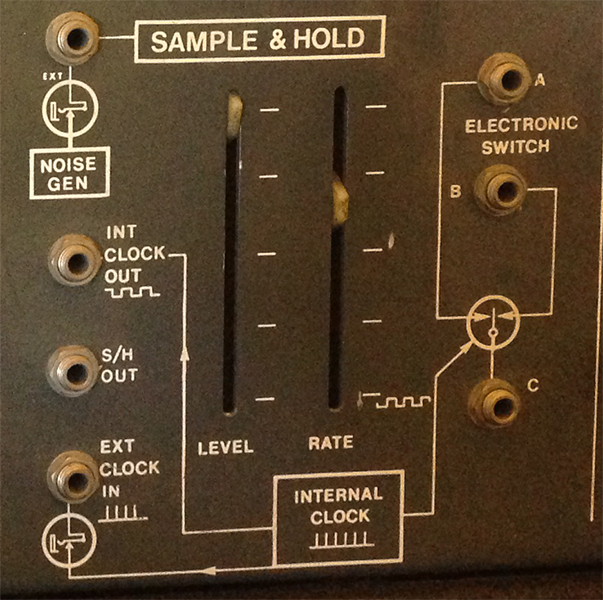 SAMPLE & HOLD
EXT
NOISE
GEN
INT
CLOCK
OUT
S/H
OUT
EXT
CLOCK
IN
LEVEL
RATE
INTERNAL
CLOCK
A
ELECTRONIC
SWITCH
B
C